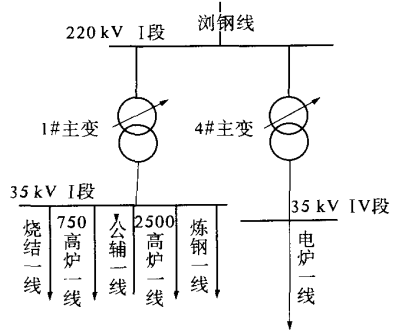 浏钢线
220 kV I段
1#主变
4#主变
35 kV I段
35 kV IV段
烧结一线
750高炉一线
公辅一线
2500高炉一线
炼钢一线
电炉一线